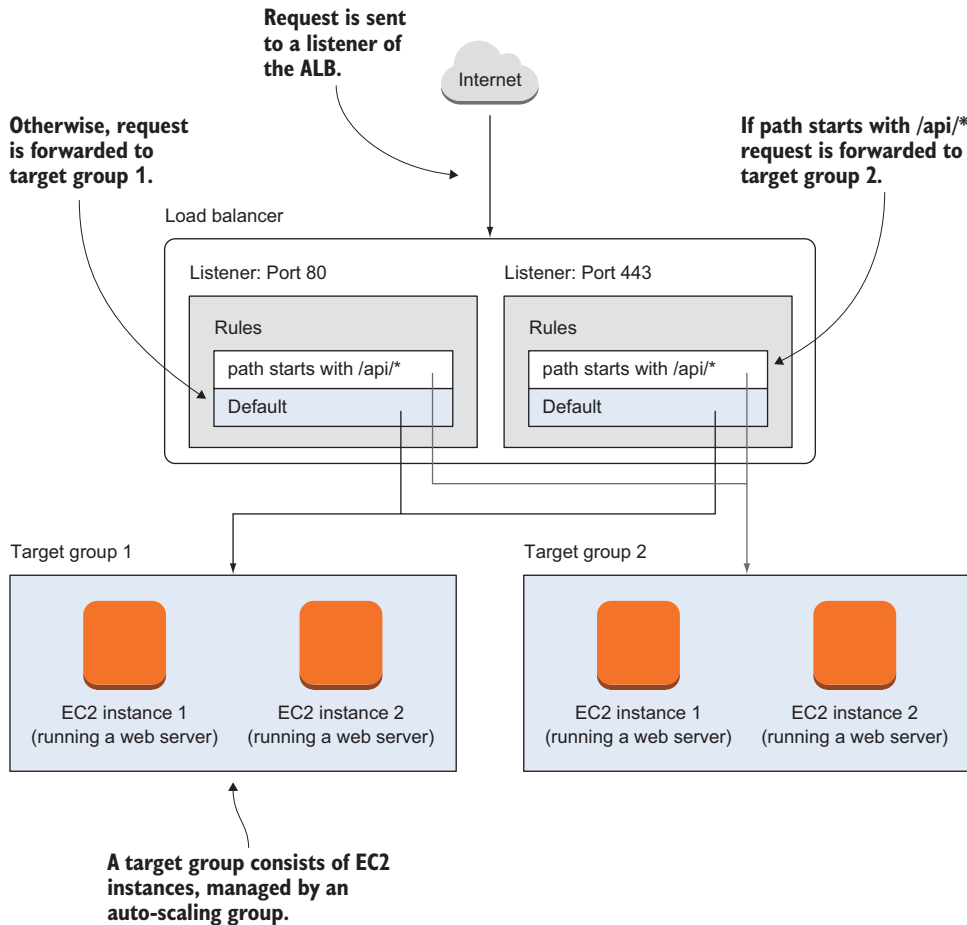 Request is sent
to a listener of
the ALB.
Internet
Otherwise, request
is forwarded to
target group 1.
If path starts with /api/*
request is forwarded to
target group 2.
Load balancer
Listener: Port 80
Rules
path starts with /api/*
Default
Listener: Port 443
Rules
path starts with /api/*
Default
Target group 1
EC2 instance 1
(running a web server)
EC2 instance 2
(running a web server)
Target group 2
EC2 instance 1
(running a web server)
EC2 instance 2
(running a web server)
A target group consists of EC2
instances, managed by an
auto-scaling group.